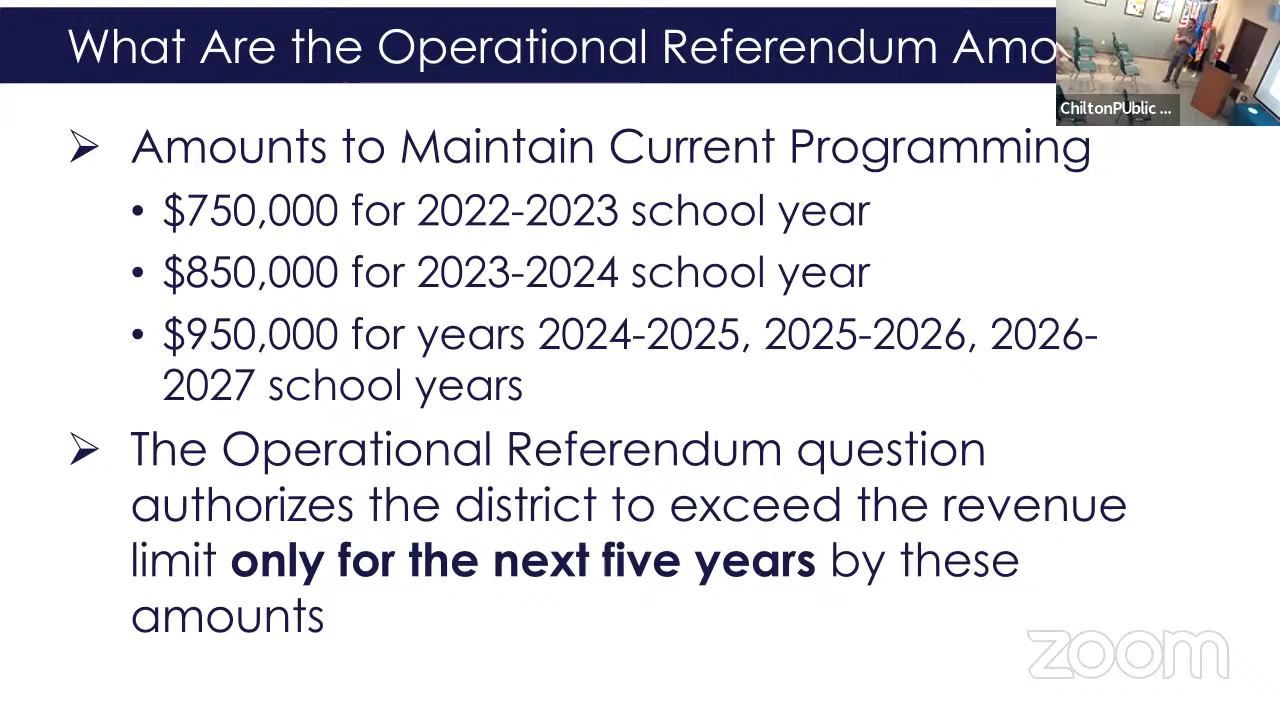 What Are the Operational Referendum Amo
ChiltonPUblic ...
➢ Amounts to Maintain Current Programming
• $750,000 for 2022-2023 school year
• $850,000 for 2023-2024 school year
• $950,000 for years 2024-2025, 2025-2026, 2026-
2027 school years
➢ The Operational Referendum question
authorizes the district to exceed the revenue
limit only for the next five years by these
amounts
zoom